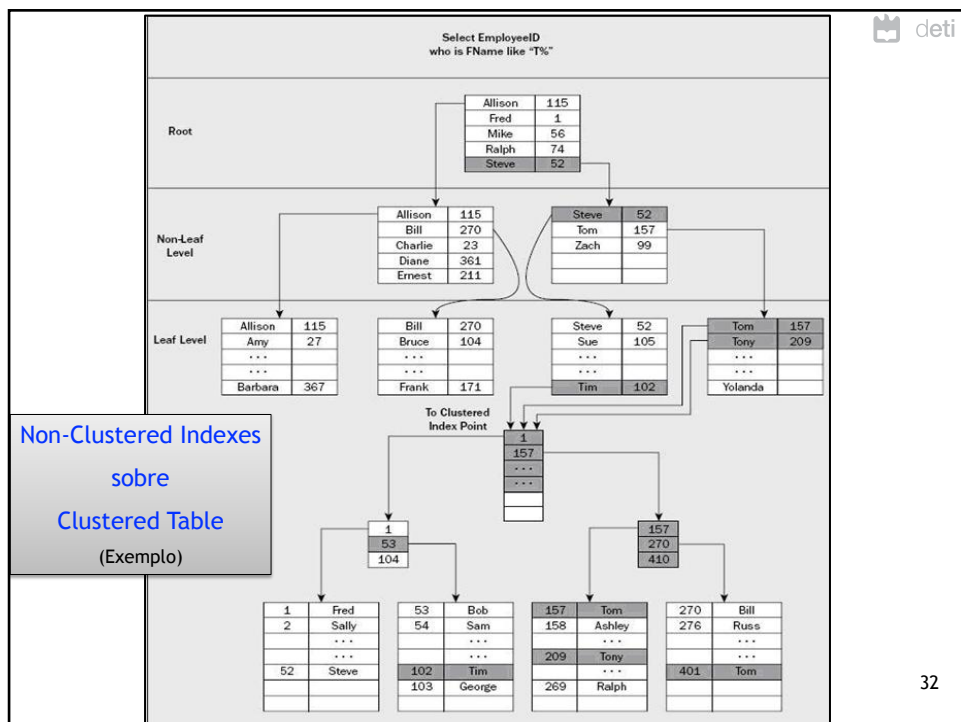 deti
Select EmployeeID
who is FName like "T%"
Root
Allison 115
Fred 1
Mike 56
Ralph 74
Steve 52
Non-Leaf
Level
Allison 115
Bill 270
Charlie 23
Diane 361
Ernest 211
Steve 52
Tom 157
Zach 99
Leaf Level
Allison 115
Amy 27
...
...
Barbara 367
Bill 270
Bruce 104
...
...
Frank 171
Steve 52
Sue 105
...
...
Tim 102
Tom 157
Tony 209
...
...
Yolanda
To Clustered
Index Point
1
157
...
...
Non-Clustered Indexes
sobre
Clustered Table
(Exemplo)
1
53
104
157
270
410
1 Fred
2 Sally
...
...
52 Steve
53 Bob
54 Sam
...
...
102 Tim
103 George
157 Tom
158 Ashley
...
209 Tony
...
269 Ralph
270 Bill
276 Russ
...
...
401 Tom
32